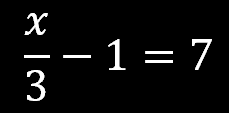 x/3 − 1 = 7